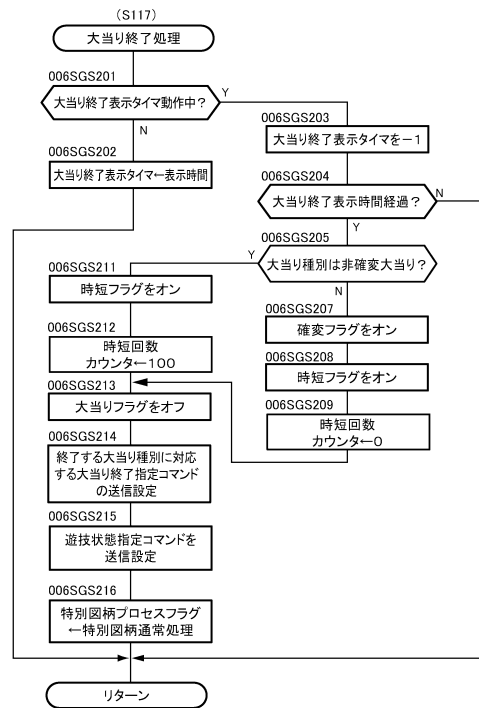 (S117)
大当り終了処理
006SGS201
大当り終了表示タイマ動作中？
Y
N
006SGS202
大当り終了表示タイマ←表示時間
006SGS203
大当り終了表示タイマを－1
006SGS204
大当り終了表示時間経過？
N
Y
006SGS205
大当り種別は非確変大当り？
Y
N
006SGS207
確変フラグをオン
006SGS208
時短フラグをオン
006SGS209
時短回数
カウンタ←0
006SGS211
時短フラグをオン
006SGS212
時短回数
カウンタ←100
006SGS213
大当りフラグをオフ
006SGS214
終了する大当り種別に対応
する大当り終了指定コマンド
の送信設定
006SGS215
遊技状態指定コマンドを
送信設定
006SGS216
特別図柄プロセスフラグ
←特別図柄通常処理
リターン